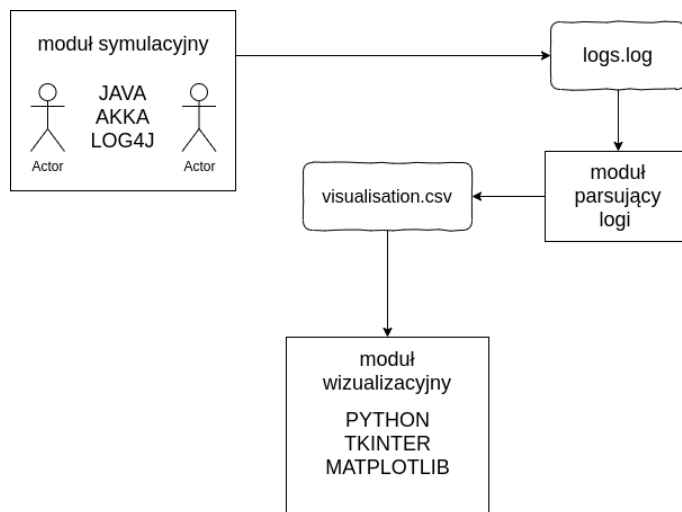 moduł symulacyjny
JAVA
AKKA
LOG4J
Actor
Actor
logs.log
moduł
parsujący
logi
visualisation.csv
moduł
wizualizacyjny
PYTHON
TKINTER
MATPLOTLIB